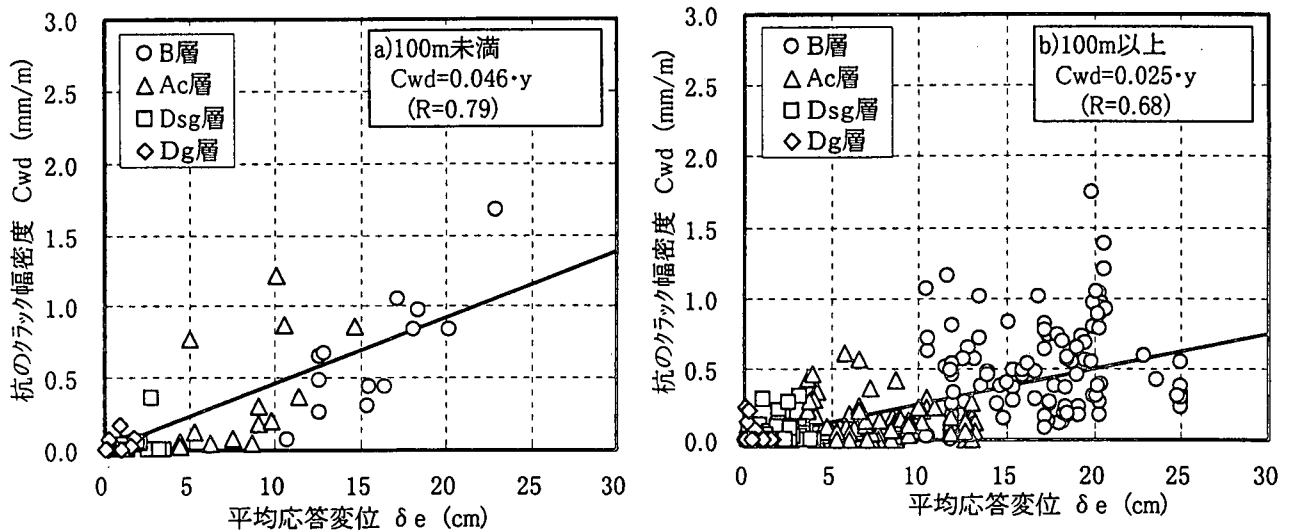 3.0
2.5
2.0
1.5
1.0
0.5
0.0
杭のクラック幅密度 Cwd (mm/m)
○ B層
△ Ac層
□ Dsg層
◇ Dg層
a)100m未満
Cwd=0.046・y
(R=0.79)
0 5 10 15 20 25 30
平均応答変位 δe (cm)
3.0
2.5
2.0
1.5
1.0
0.5
0.0
杭のクラック幅密度 Cwd (mm/m)
○ B層
△ Ac層
□ Dsg層
◇ Dg層
b)100m以上
Cwd=0.025・y
(R=0.68)
0 5 10 15 20 25 30
平均応答変位 δe (cm)